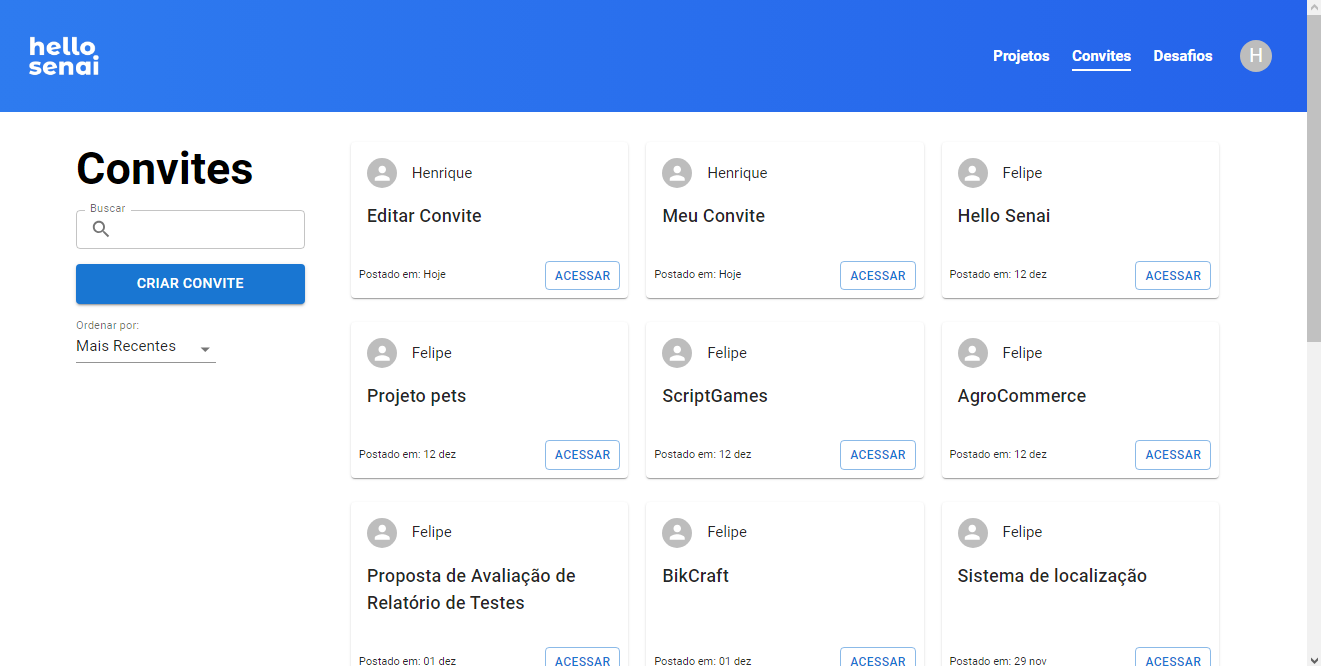 hello
senai
Projetos
Convites
Desafios
H
Convites
Buscar
CRIAR CONVITE
Ordenar por:
Mais Recentes
Henrique
Editar Convite
Postado em: Hoje
ACESSAR
Henrique
Meu Convite
Postado em: Hoje
ACESSAR
Felipe
Hello Senai
Postado em: 12 dez
ACESSAR
Felipe
Projeto pets
Postado em: 12 dez
ACESSAR
Felipe
ScriptGames
Postado em: 12 dez
ACESSAR
Felipe
AgroCommerce
Postado em: 12 dez
ACESSAR
Felipe
Proposta de Avaliação de
Relatório de Testes
Postado em: 01 dez
ACESSAR
Felipe
BikCraft
Postado em: 01 dez
ACESSAR
Felipe
Sistema de localização
Postado em: 29 nov
ACESSAR